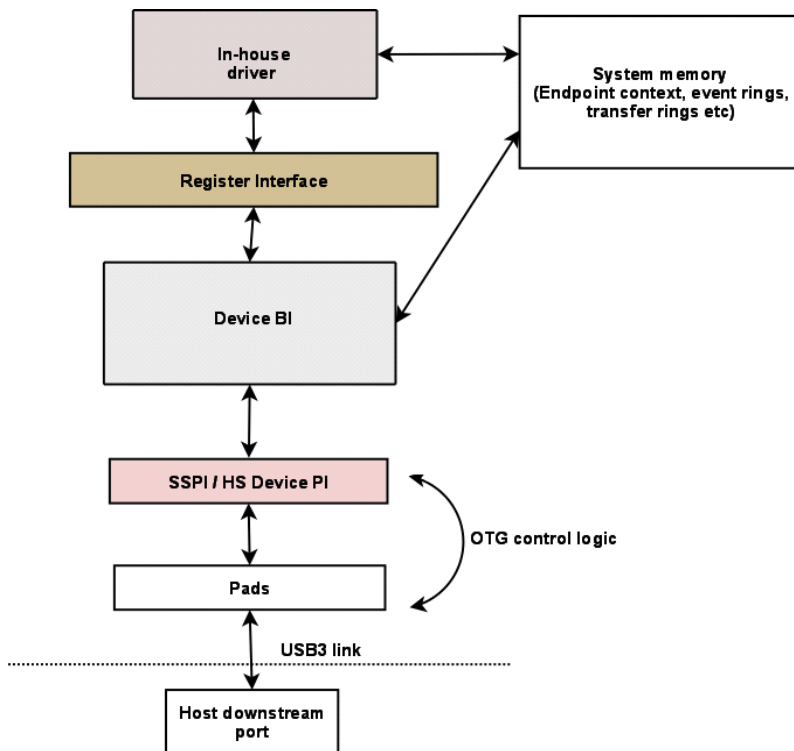 In-house
driver
System memory
(Endpoint context, event rings,
transfer rings etc)
Register Interface
Device BI
SSPI / HS Device PI
OTG control logic
Pads
USB3 link
Host downstream
port